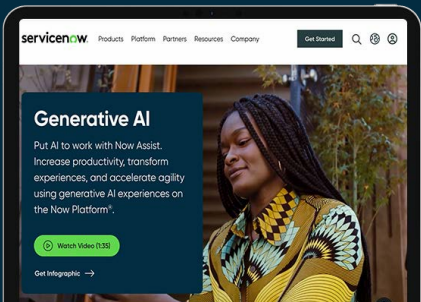 servicenow
Products Platform Partners Resources Company
Get Started
Generative AI
Put AI to work with Now Assist.
Increase productivity, transform
experiences, and accelerate agility
using generative AI experiences on
the Now Platform®.
Watch Video (1:35)
Get Infographic →